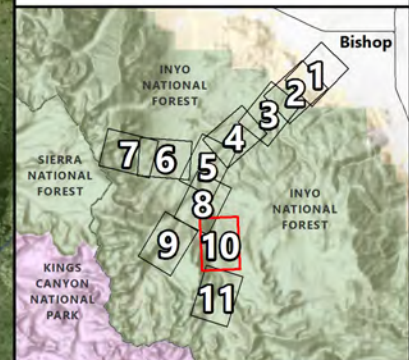 Bishop
INYO
NATIONAL
FOREST
1
2
3
4
5
6
7
SIERRA
NATIONAL
FOREST
8
INYO
NATIONAL
FOREST
9
10
KINGS
CANYON
NATIONAL
PARK
11